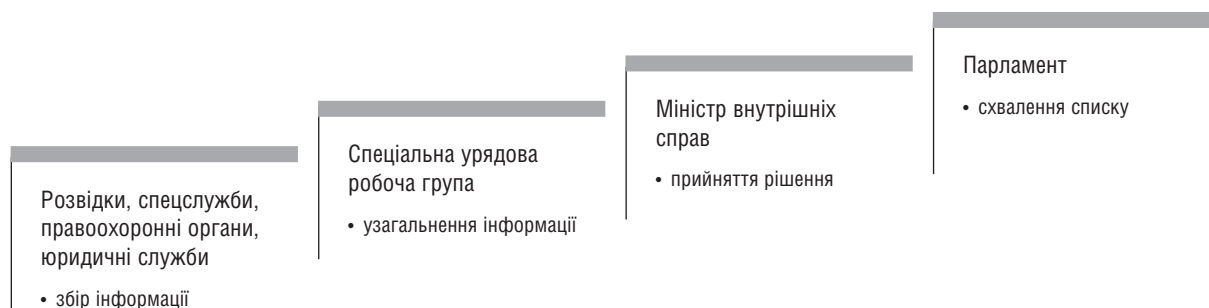 Розвідки, спецслужби,
правоохоронні органи,
юридичні служби
• збір інформації
Спеціальна урядова
робоча група
• узагальнення інформації
Міністр внутрішніх
справ
• прийняття рішення
Парламент
• схвалення списку